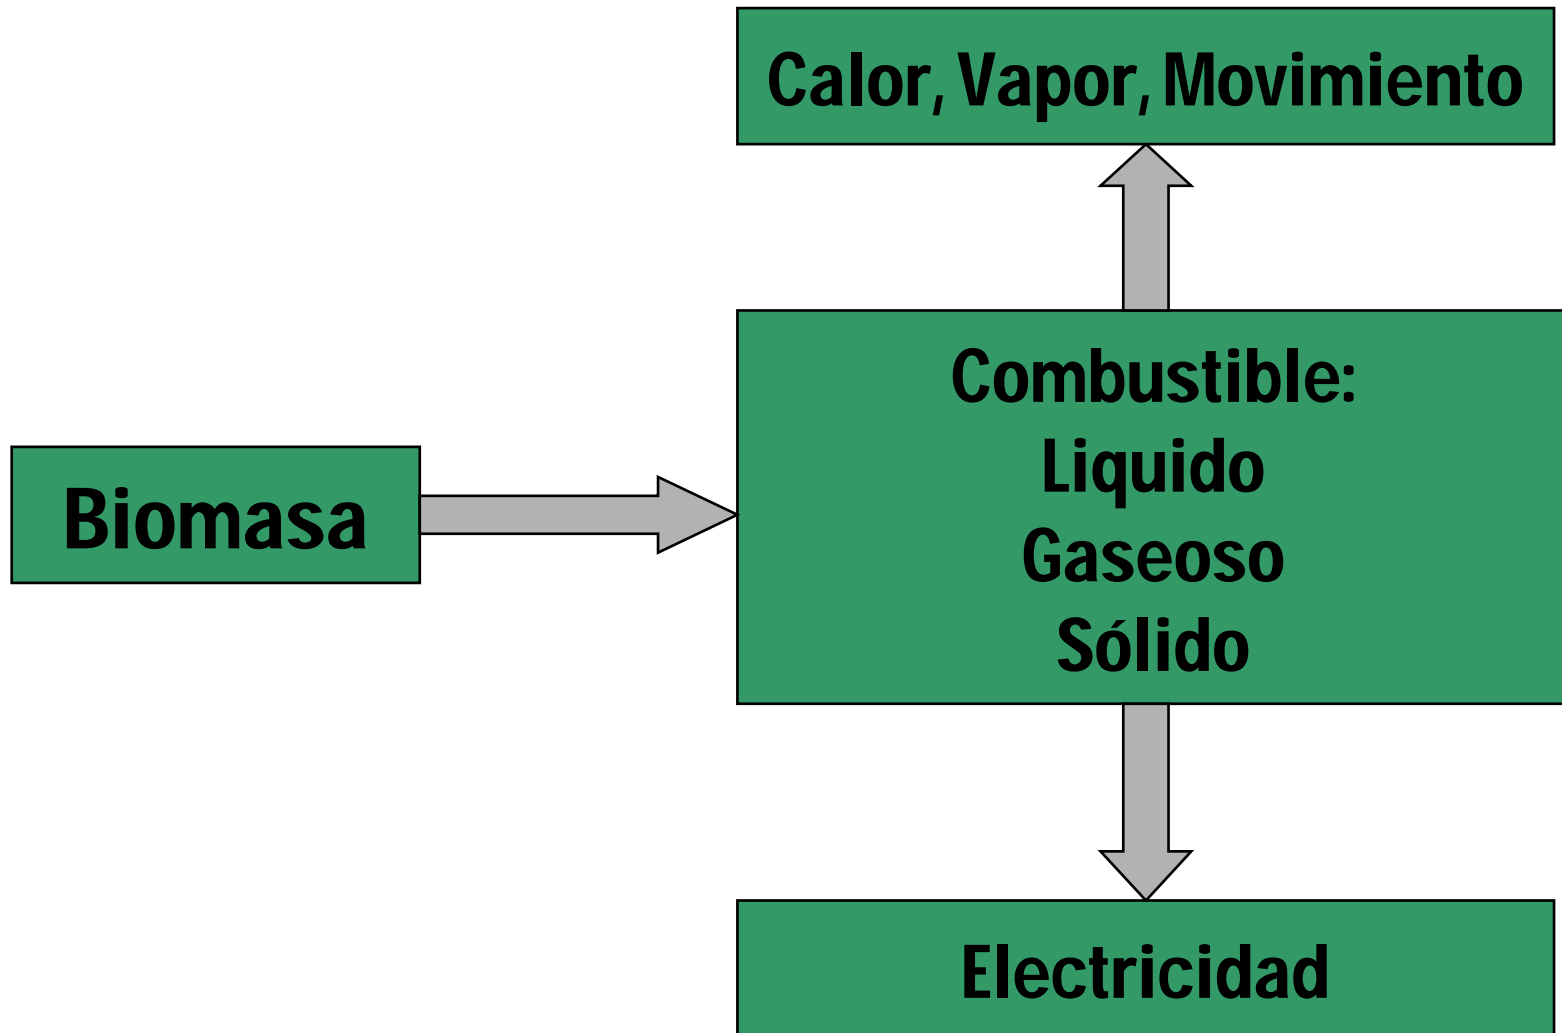 Calor, Vapor, Movimiento
Combustible:
Liquido
Gaseoso
Sólido
Biomasa
Electricidad